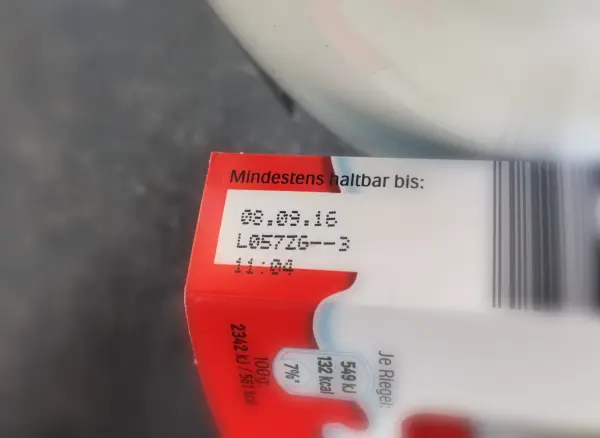 Mindestens haltbar bis:
08.09.16
L057ZG--3
11:04
Je Riegel:
549 kJ
132 kcal
7%*
100g
2342 kJ / 561 kcal